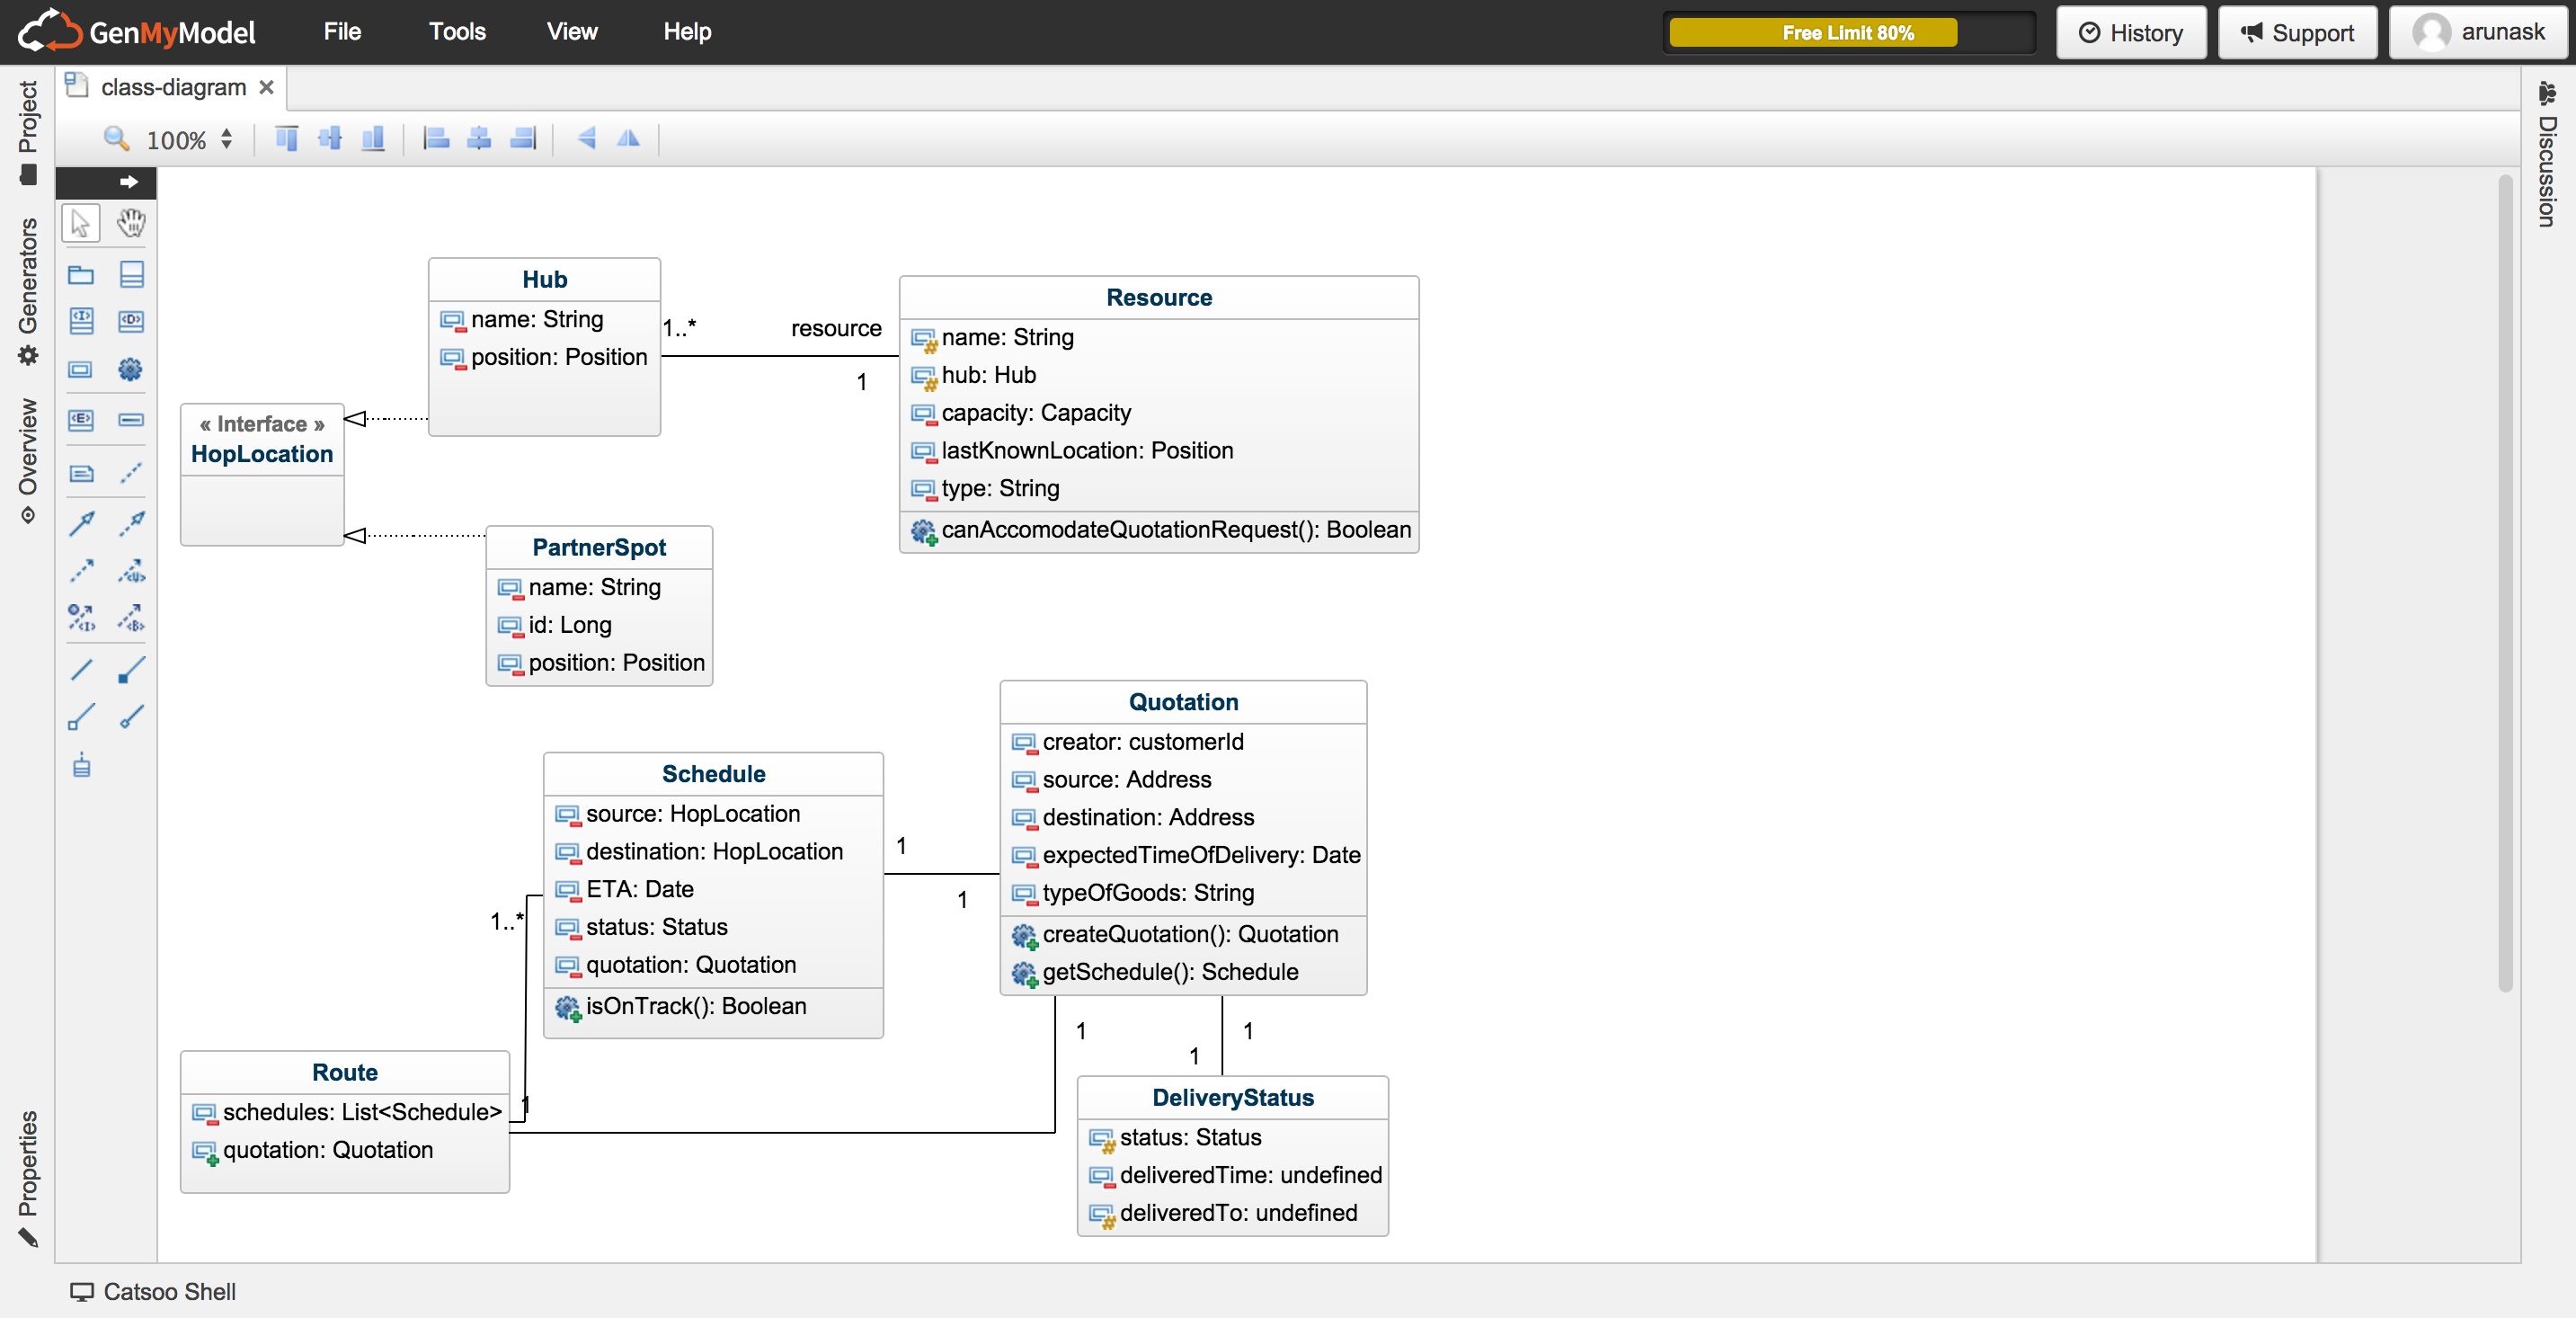 GenMyModel
File
Tools
View
Help
Free Limit 80%
History
Support
arunask
Project
Generators
Overview
Properties
Discussion
class-diagram
100%
Hub
name: String
position: Position
1..*
resource
1
Resource
name: String
hub: Hub
capacity: Capacity
lastKnownLocation: Position
type: String
canAccomodateQuotationRequest(): Boolean
« Interface »
HopLocation
PartnerSpot
name: String
id: Long
position: Position
Quotation
creator: customerId
source: Address
destination: Address
expectedTimeOfDelivery: Date
typeOfGoods: String
createQuotation(): Quotation
getSchedule(): Schedule
Schedule
source: HopLocation
destination: HopLocation
ETA: Date
status: Status
quotation: Quotation
isOnTrack(): Boolean
1
1
1..*
1
1
1
1
Route
schedules: List<Schedule>
quotation: Quotation
DeliveryStatus
status: Status
deliveredTime: undefined
deliveredTo: undefined
<I>
<D>
<E>
<U>
<I>
<B>
Catsoo Shell